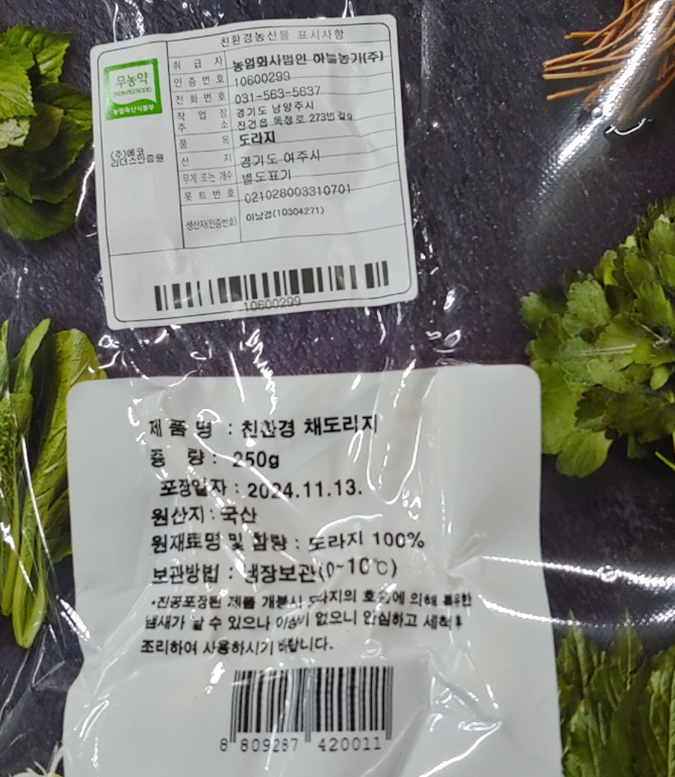 친환경농산물 표시사항
무농약
(NON PESTICIDE)
농림축산식품부
(주)에코
리더스인증원
취급자 농업회사법인 하늘농가(주)
인증번호 10600299
전화번호 031-563-5637
작업장 주소 경기도 남양주시
진건읍 독정로 273번길
품목 도라지
산지 경기도 여주시
무게 또는 개수 별도표기
롯트번호 021028003310701
생산자(인증번호) 이남겸(10304271)
10600299
제품명 : 친환경 채도리지
중량 : 250g
포장일자 : 2024.11.13.
원산지 : 국산
원재료명 및 함량 : 도라지 100%
보관방법 : 냉장보관(0~10℃)
*진공포장된 제품 개봉시 도라지의 호흡에 의해 특유한
냄새가 날 수 있으나 이상이 없으니 안심하고 세척후
조리하여 사용하시기 바랍니다.
8 809287 420011